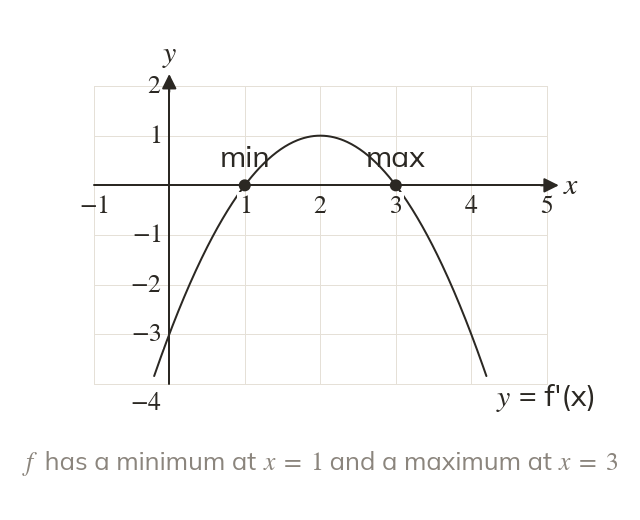 y
2
1
min max
x
−1 1 2 3 4 5
−1
−2
−3
−4
y = f'(x)
f has a minimum at x = 1 and a maximum at x = 3